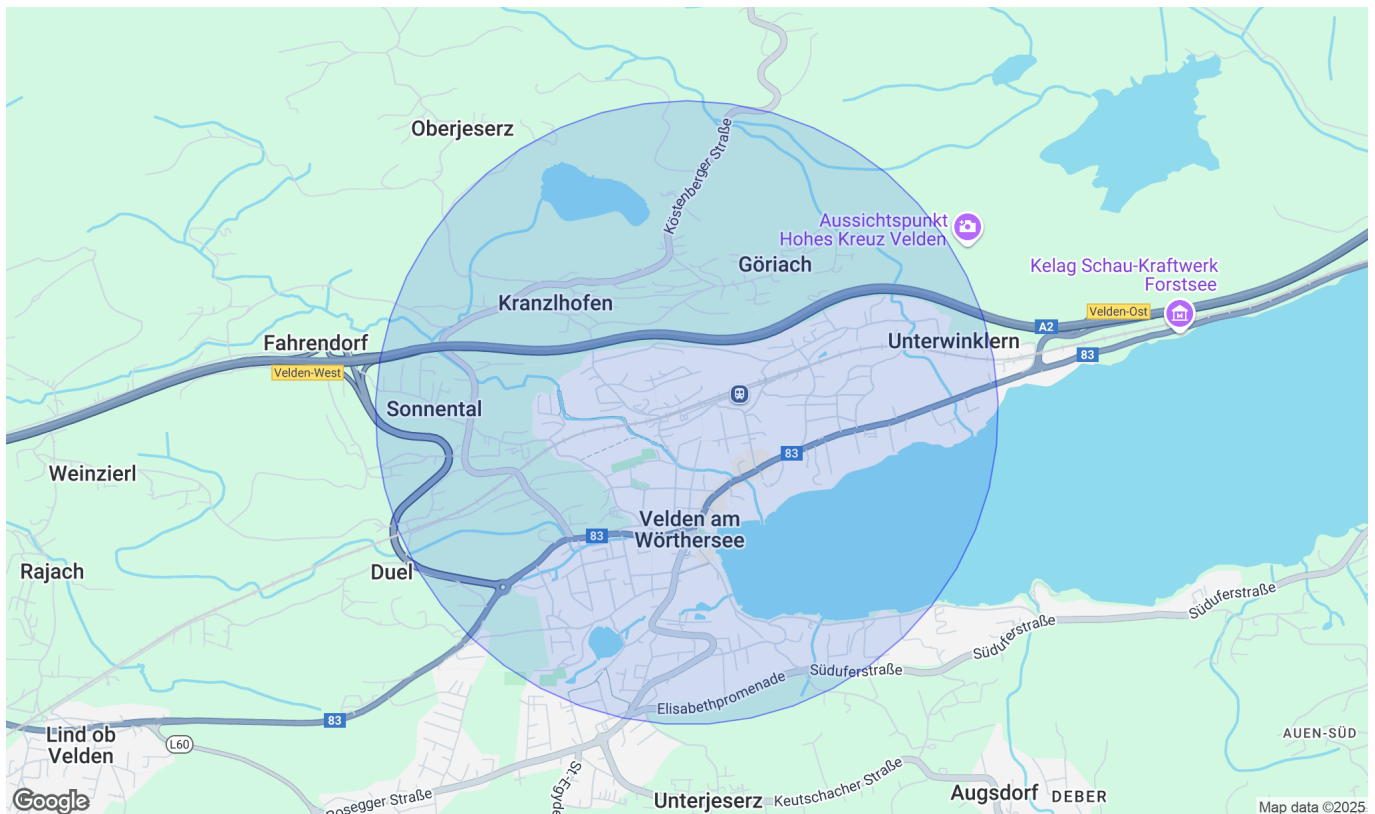 Oberjeserz
Köstenberger Straße
Aussichtspunkt
Hohes Kreuz Velden
Göriach
Kelag Schau-Kraftwerk
Forstsee
Kranzlhofen
Velden-Ost
A2
Fahrendorf
Unterwinklern
83
Velden-West
Sonnental
83
Weinzierl
Velden am
Wörthersee
83
Rajach
Duel
Süduferstraße
Süduferstraße
Süduferstraße
Elisabethpromenade
83
Lind ob
Velden
L60
AUEN-SÜD
Rosegger Straße
St.-Egyde
Unterjeserz
Keutschacher Straße
Augsdorf
DEBER
Google
Map data ©2025